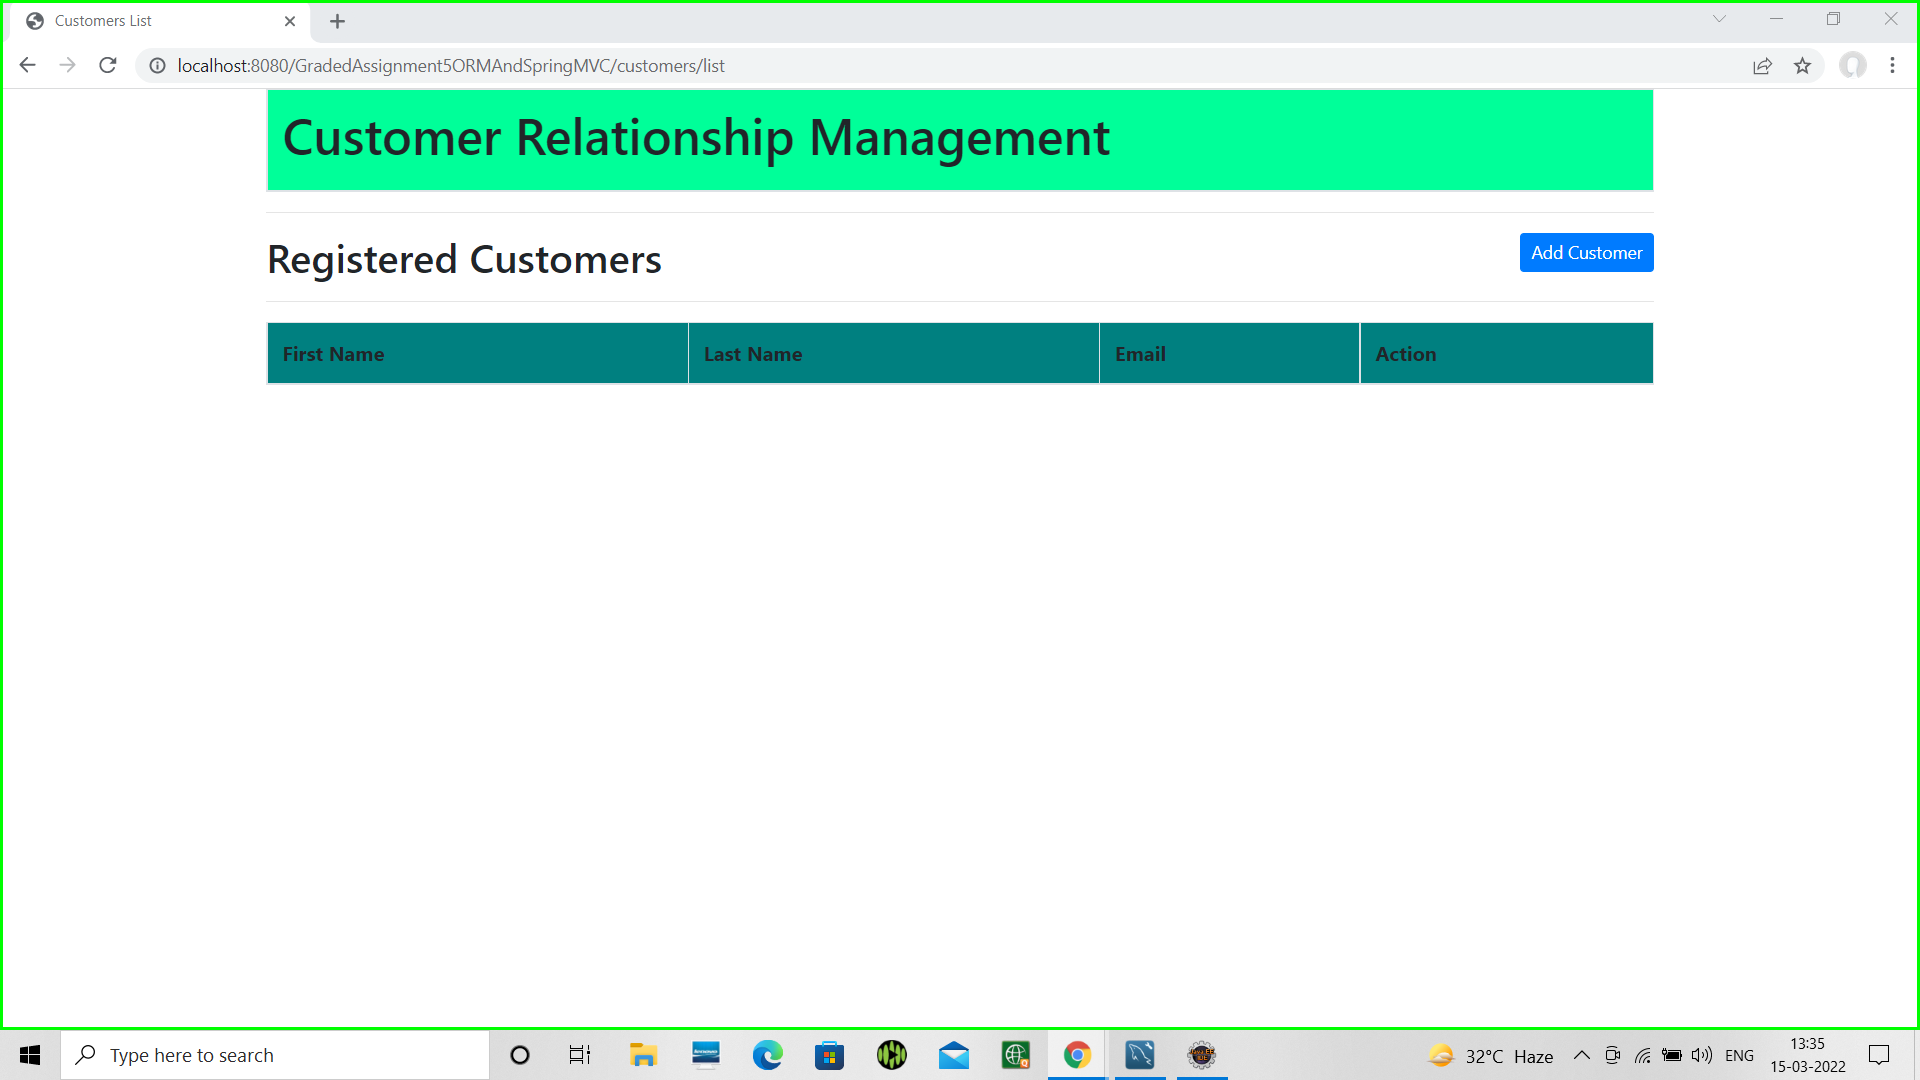 Customers List
localhost:8080/GradedAssignment5ORMAndSpringMVC/customers/list
Customer Relationship Management
Registered Customers
Add Customer
First Name Last Name Email Action
Type here to search
32°C Haze
ENG
13:35
15-03-2022